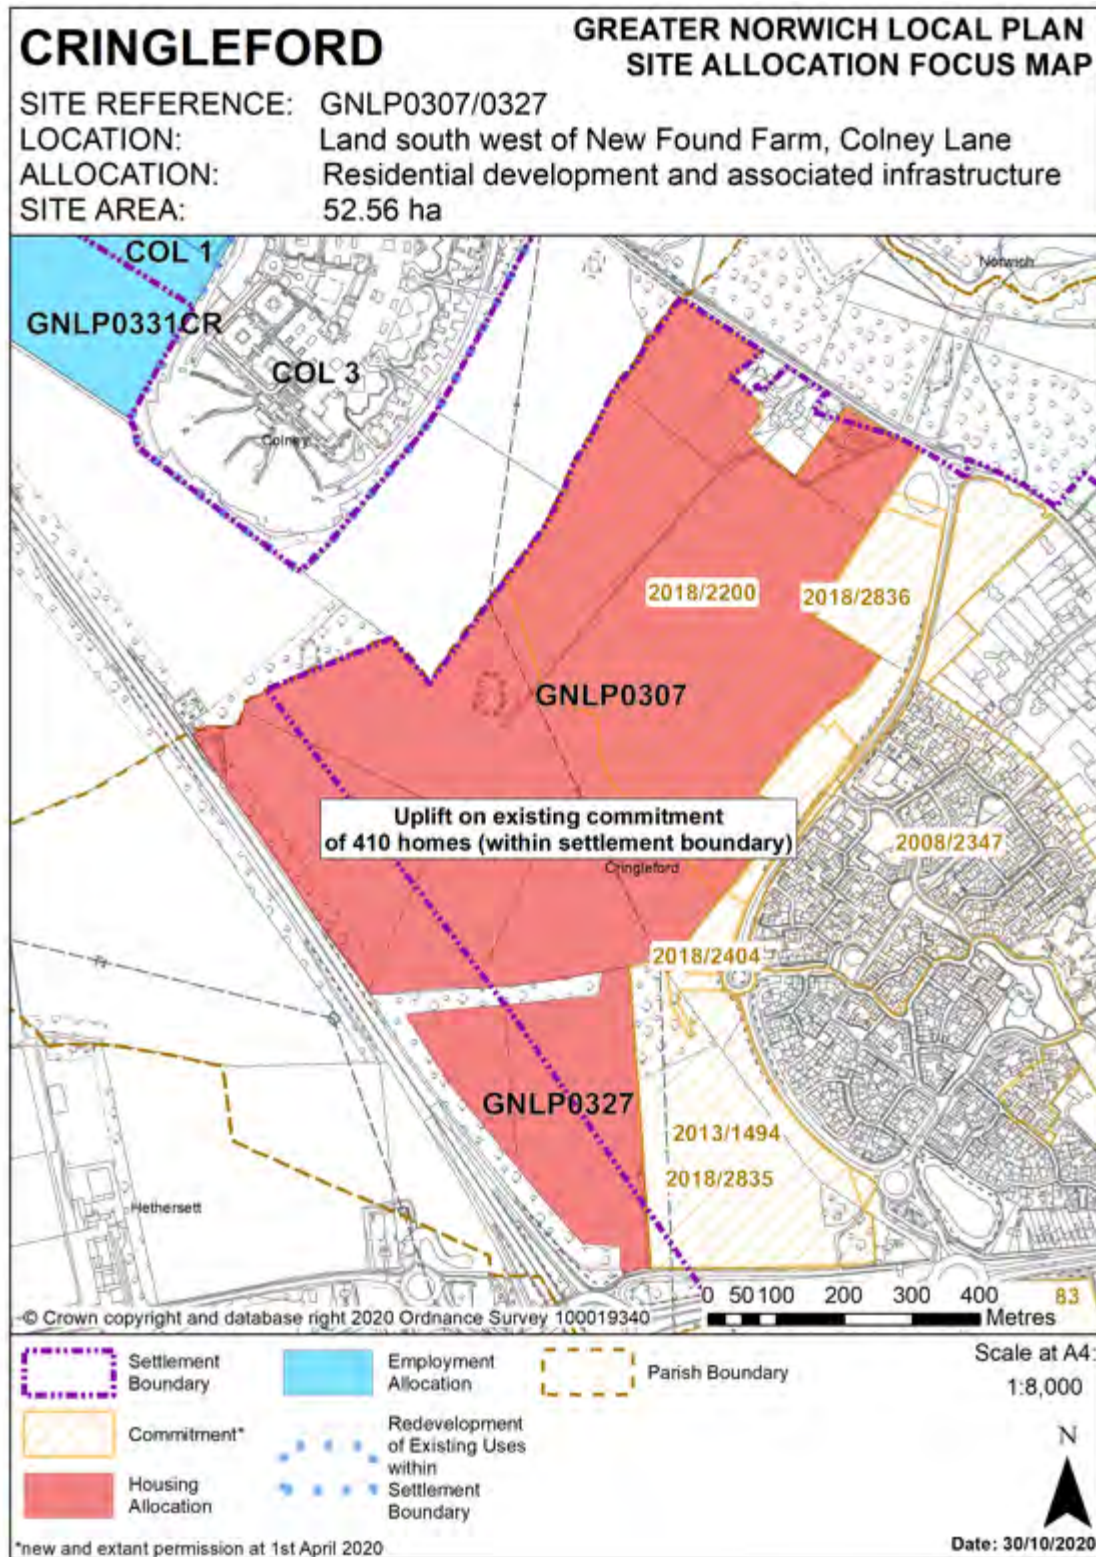 CRINGLEFORD
GREATER NORWICH LOCAL PLAN
SITE ALLOCATION FOCUS MAP
SITE REFERENCE: GNLP0307/0327
LOCATION: Land south west of New Found Farm, Colney Lane
ALLOCATION: Residential development and associated infrastructure
SITE AREA: 52.56 ha
COL 1
Norwich
GNLP0331CR
COL 3
Colney
2018/2200
2018/2836
GNLP0307
Uplift on existing commitment
of 410 homes (within settlement boundary)
2008/2347
Cringleford
2018/2404
GNLP0327
2013/1494
2018/2835
Hethersett
0 50 100 200 300 400
Metres
83
© Crown copyright and database right 2020 Ordnance Survey 100019340
Settlement
Boundary
Employment
Allocation
Parish Boundary
Scale at A4:
1:8,000
Commitment*
Redevelopment
of Existing Uses
within
Settlement
Boundary
Housing
Allocation
N
*new and extant permission at 1st April 2020
Date: 30/10/2020